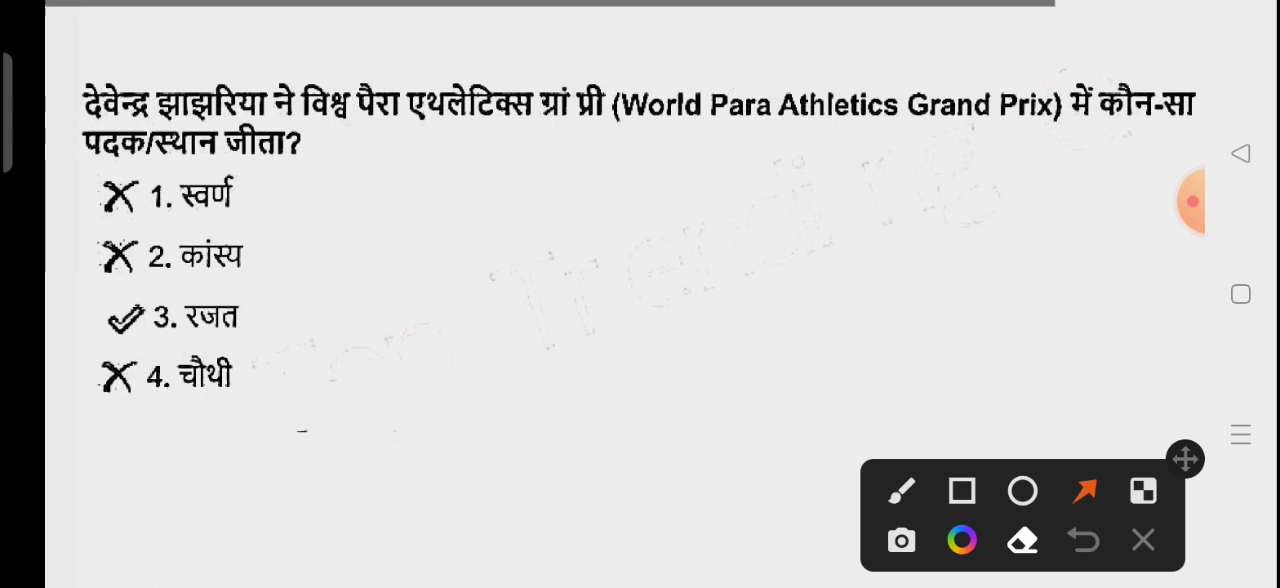 देवेन्द्र झाझरिया ने विश्व पैरा एथलेटिक्स ग्रां प्री (World Para Athletics Grand Prix) में कौन-सा
पदक/स्थान जीता?
1. स्वर्ण
2. कांस्य
3. रजत
4. चौथी